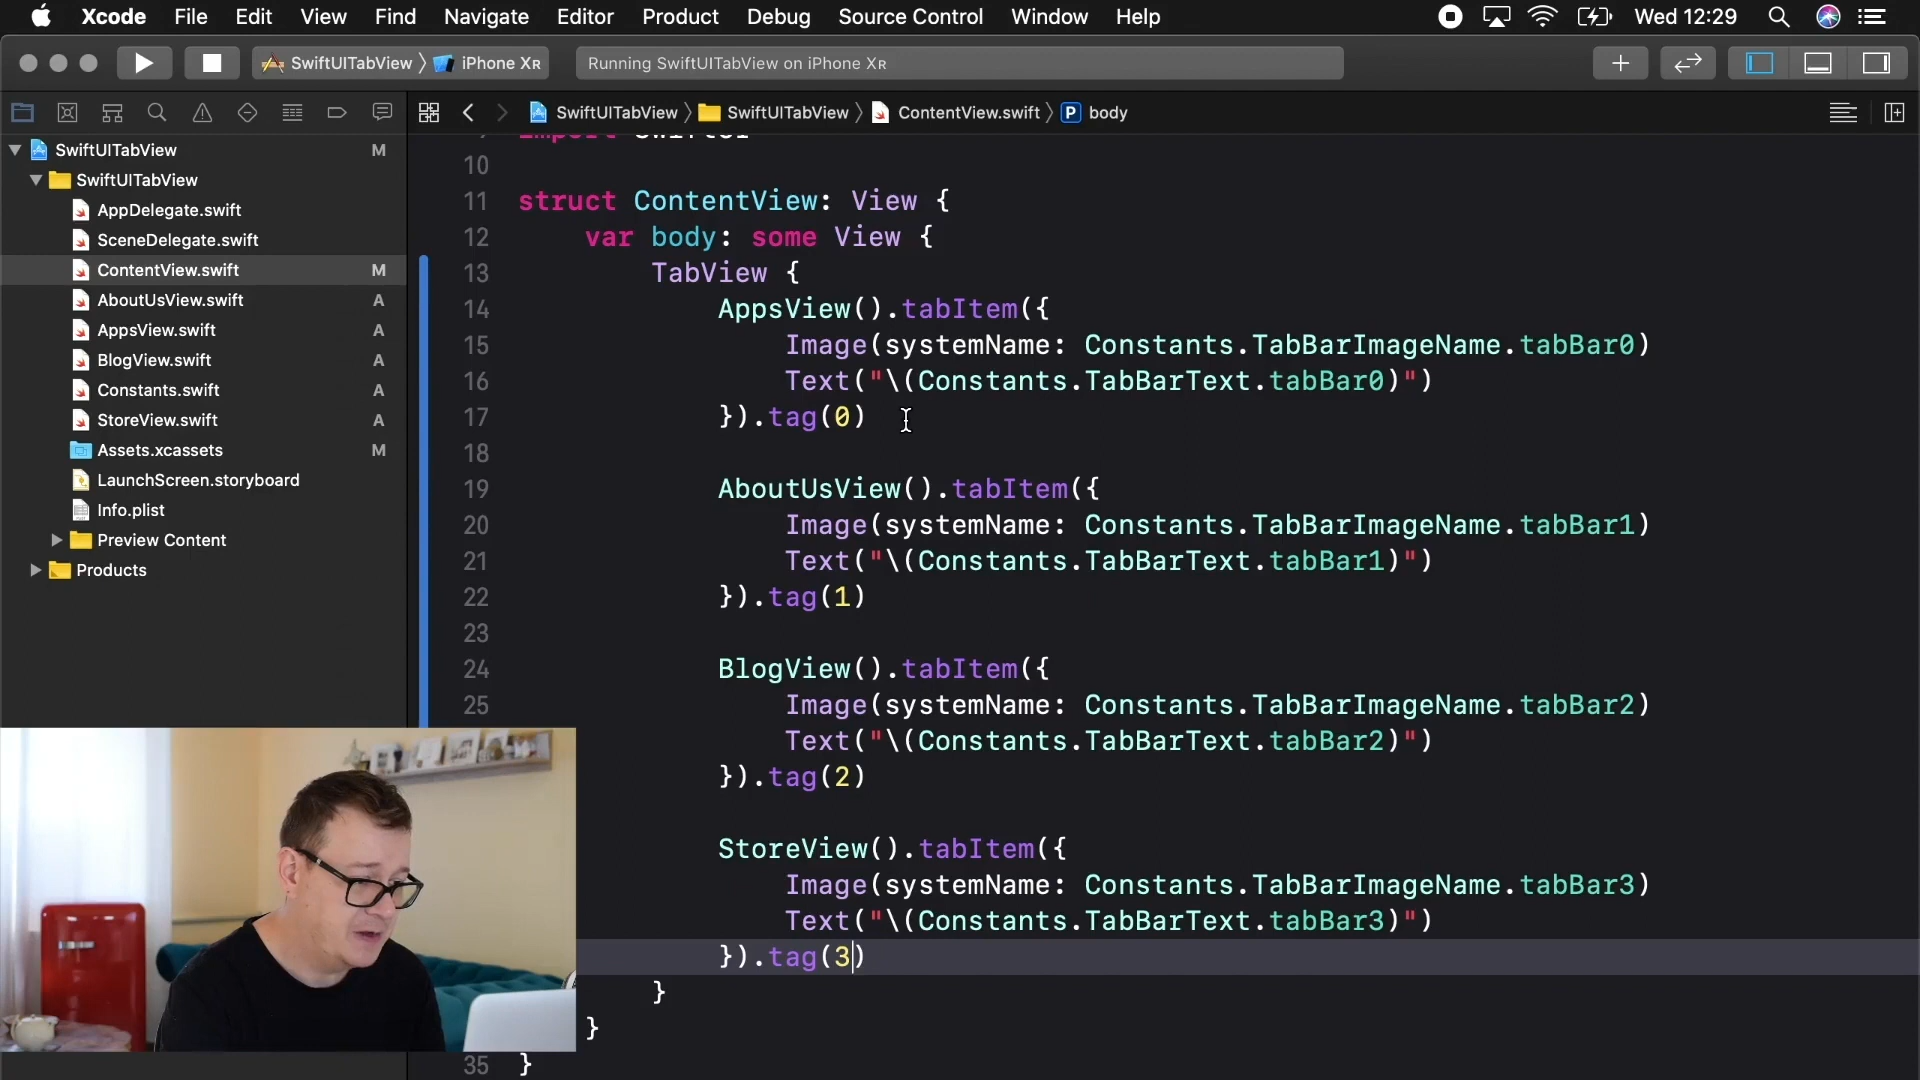 Xcode File Edit View Find Navigate Editor Product Debug Source Control Window Help Wed 12:29
SwiftUITabView iPhone XR Running SwiftUITabView on iPhone XR
SwiftUITabView SwiftUITabView ContentView.swift P body
SwiftUITabView M
SwiftUITabView
AppDelegate.swift
SceneDelegate.swift
ContentView.swift M
AboutUsView.swift A
AppsView.swift A
BlogView.swift A
Constants.swift A
StoreView.swift A
Assets.xcassets M
LaunchScreen.storyboard
Info.plist
Preview Content
Products
10
11 struct ContentView: View {
12 var body: some View {
13 TabView {
14 AppsView().tabItem({
15 Image(systemName: Constants.TabBarImageName.tabBar0)
16 Text("\(Constants.TabBarText.tabBar0)")
17 }).tag(0)
18
19 AboutUsView().tabItem({
20 Image(systemName: Constants.TabBarImageName.tabBar1)
21 Text("\(Constants.TabBarText.tabBar1)")
22 }).tag(1)
23
24 BlogView().tabItem({
25 Image(systemName: Constants.TabBarImageName.tabBar2)
Text("\(Constants.TabBarText.tabBar2)")
}).tag(2)
StoreView().tabItem({
Image(systemName: Constants.TabBarImageName.tabBar3)
Text("\(Constants.TabBarText.tabBar3)")
}).tag(3)
}
}
35 }